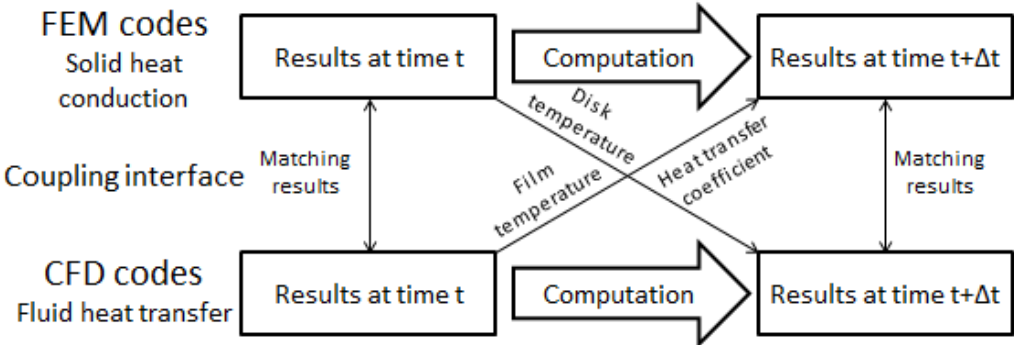 FEM codes
Solid heat
conduction
Results at time t
Computation
Results at time t+Δt
Disk
temperature
Heat transfer
coefficient
Film
temperature
Coupling interface
Matching
results
Matching
results
CFD codes
Fluid heat transfer
Results at time t
Computation
Results at time t+Δt